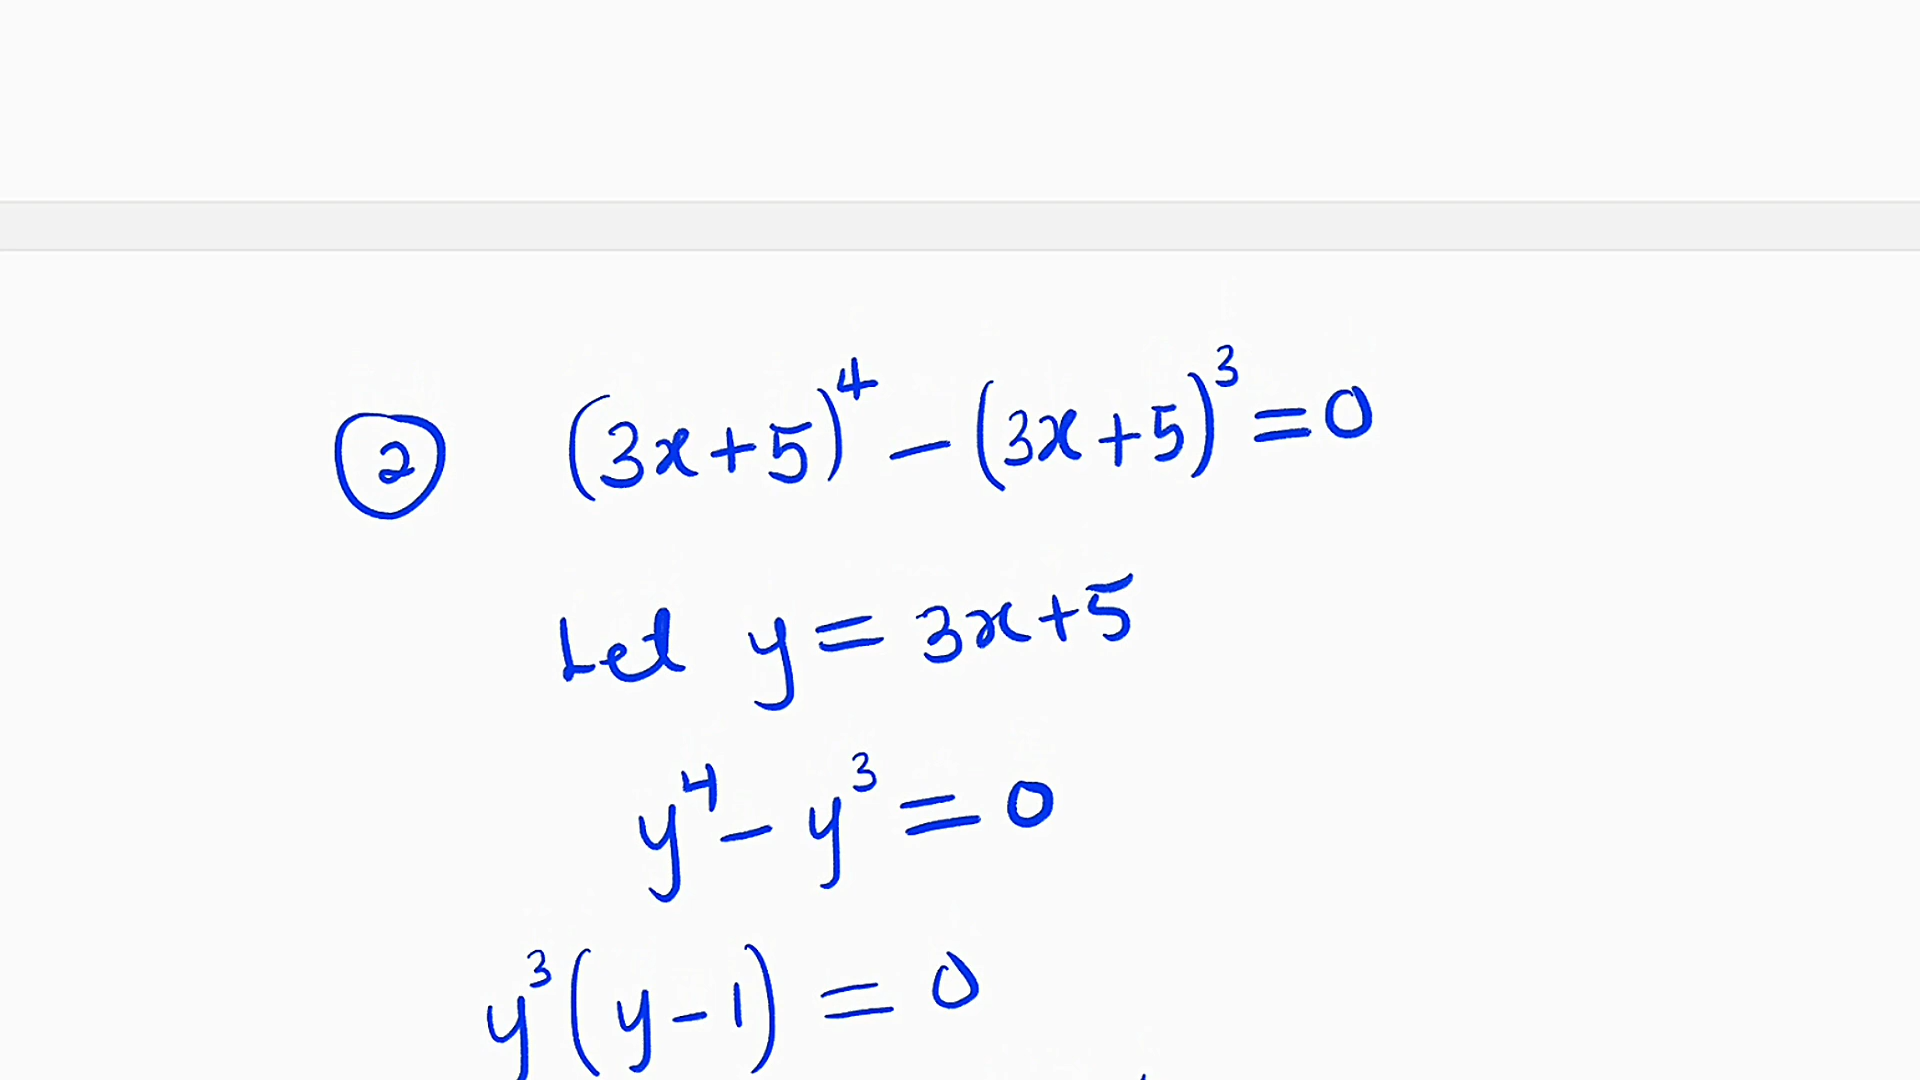 ② (3x+5)⁴ − (3x+5)³ = 0
Let y = 3x+5
y⁴ − y³ = 0
y³(y−1) = 0